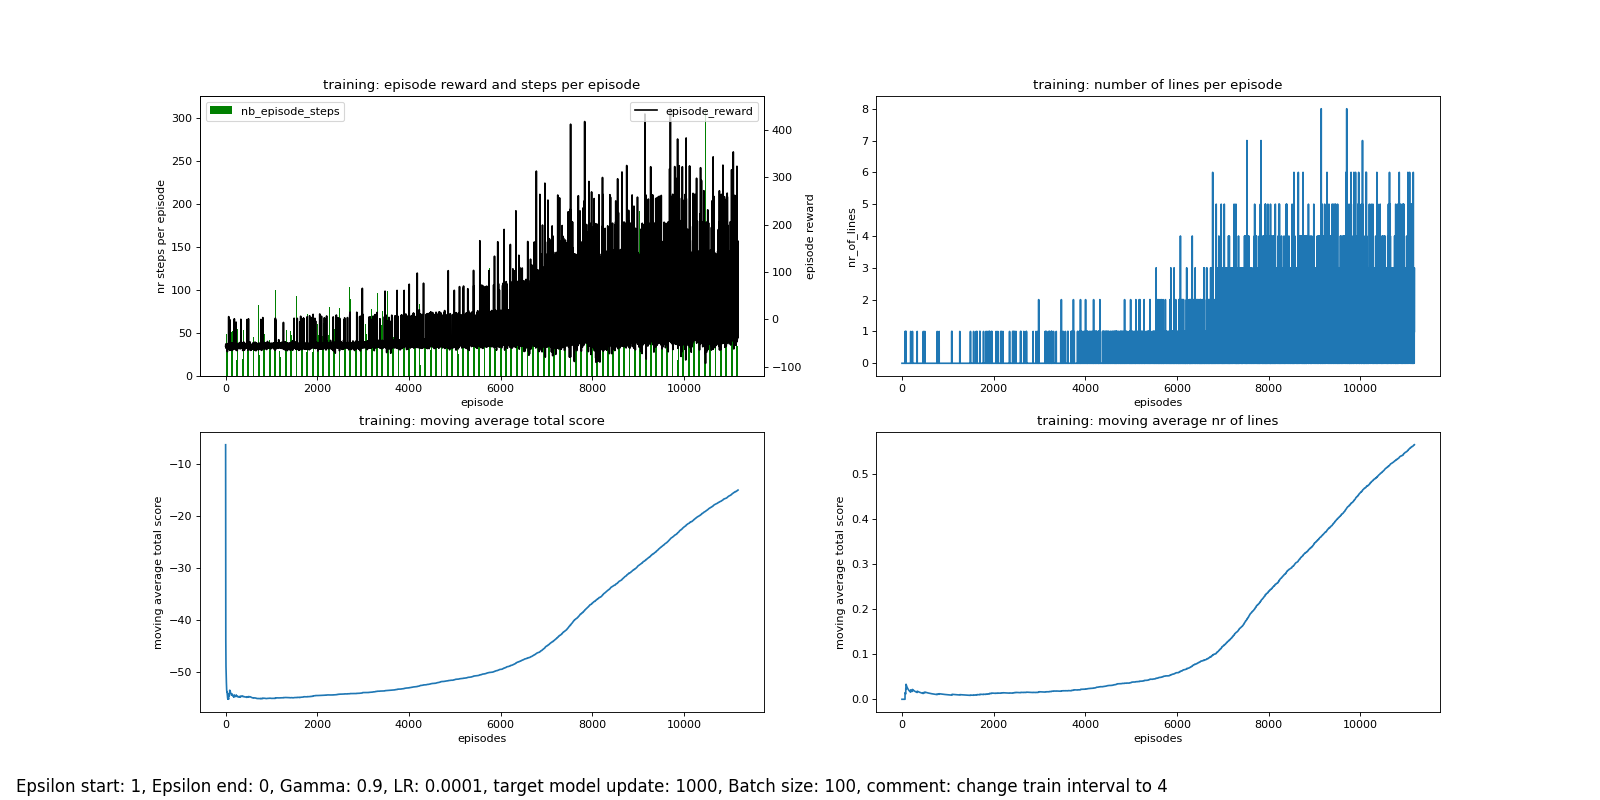 training: episode reward and steps per episode
nb_episode_steps
episode_reward
300
250
200
150
100
50
0
nr steps per episode
400
300
200
100
0
−100
episode reward
0 2000 4000 6000 8000 10000
episode
training: number of lines per episode
8
7
6
5
4
3
2
1
0
nr_of_lines
0 2000 4000 6000 8000 10000
episodes
training: moving average total score
−10
−20
−30
−40
−50
moving average total score
0 2000 4000 6000 8000 10000
episodes
training: moving average nr of lines
0.5
0.4
0.3
0.2
0.1
0.0
moving average total score
0 2000 4000 6000 8000 10000
episodes
Epsilon start: 1, Epsilon end: 0, Gamma: 0.9, LR: 0.0001, target model update: 1000, Batch size: 100, comment: change train interval to 4